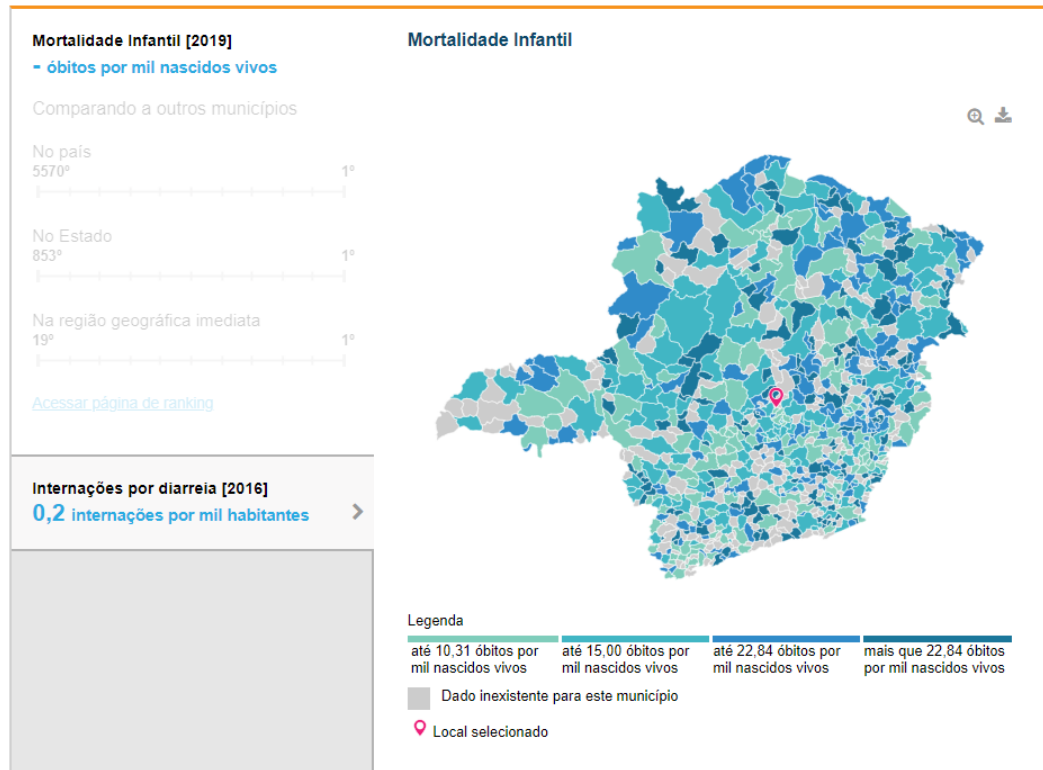 Mortalidade Infantil [2019]
- óbitos por mil nascidos vivos
Comparando a outros municípios
No país
5570º 1º
No Estado
853º 1º
Na região geográfica imediata
19º 1º
Acessar página de ranking
Internações por diarreia [2016]
0,2 internações por mil habitantes
Mortalidade Infantil
Legenda
até 10,31 óbitos por
mil nascidos vivos
até 15,00 óbitos por
mil nascidos vivos
até 22,84 óbitos por
mil nascidos vivos
mais que 22,84 óbitos
por mil nascidos vivos
Dado inexistente para este município
Local selecionado